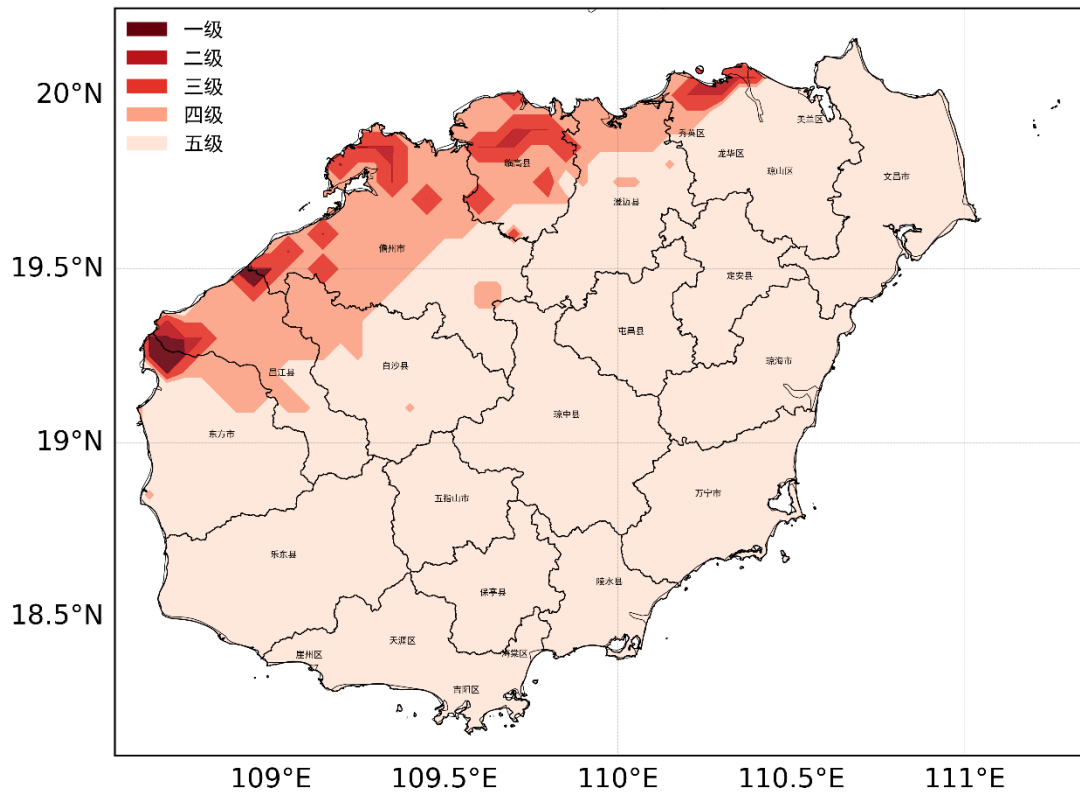 一级
二级
三级
四级
五级
20°N
19.5°N
19°N
18.5°N
109°E
109.5°E
110°E
110.5°E
111°E
美兰区
秀英区
龙华区
琼山区
文昌市
临高县
澄迈县
儋州市
定安县
屯昌县
琼海市
白沙县
昌江县
琼中县
东方市
五指山市
万宁市
乐东县
保亭县
陵水县
天涯区
崖州区
海棠区
吉阳区